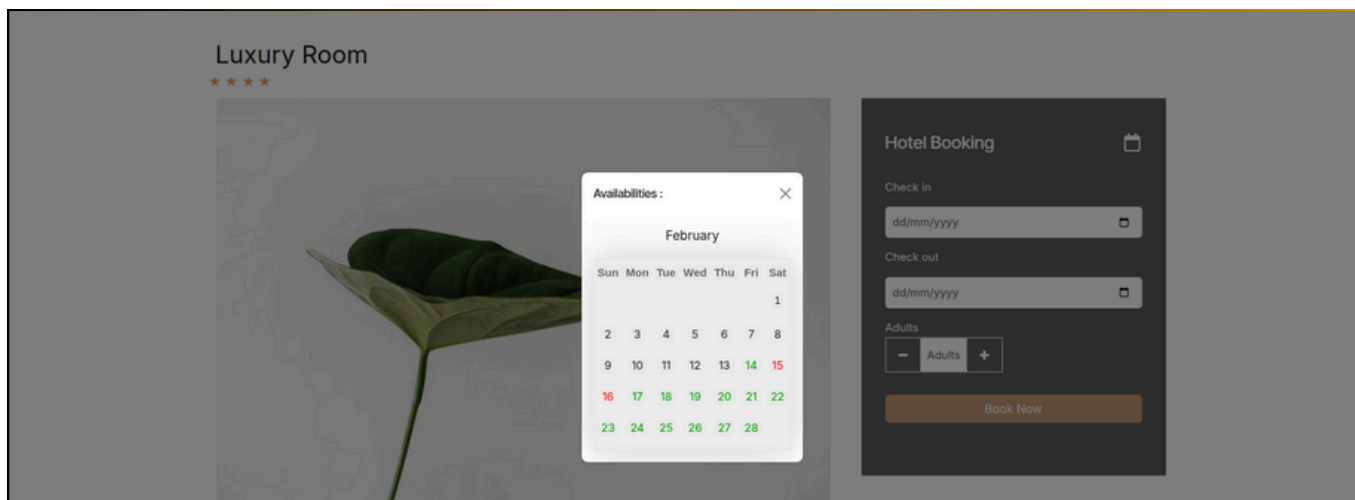 Luxury Room
Hotel Booking
Check in
dd/mm/yyyy
Check out
dd/mm/yyyy
Adults
Adults
Book Now
Availabilities :
February
Sun Mon Tue Wed Thu Fri Sat
1
2 3 4 5 6 7 8
9 10 11 12 13 14 15
16 17 18 19 20 21 22
23 24 25 26 27 28